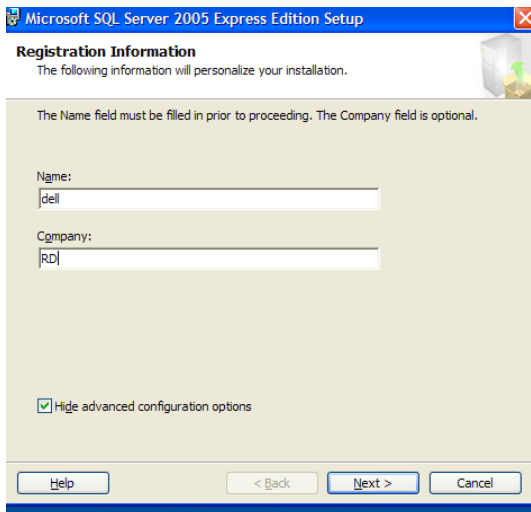 Microsoft SQL Server 2005 Express Edition Setup
Registration Information
The following information will personalize your installation.
The Name field must be filled in prior to proceeding. The Company field is optional.
Name:
dell
Company:
RD
Hide advanced configuration options
Help
< Back
Next >
Cancel